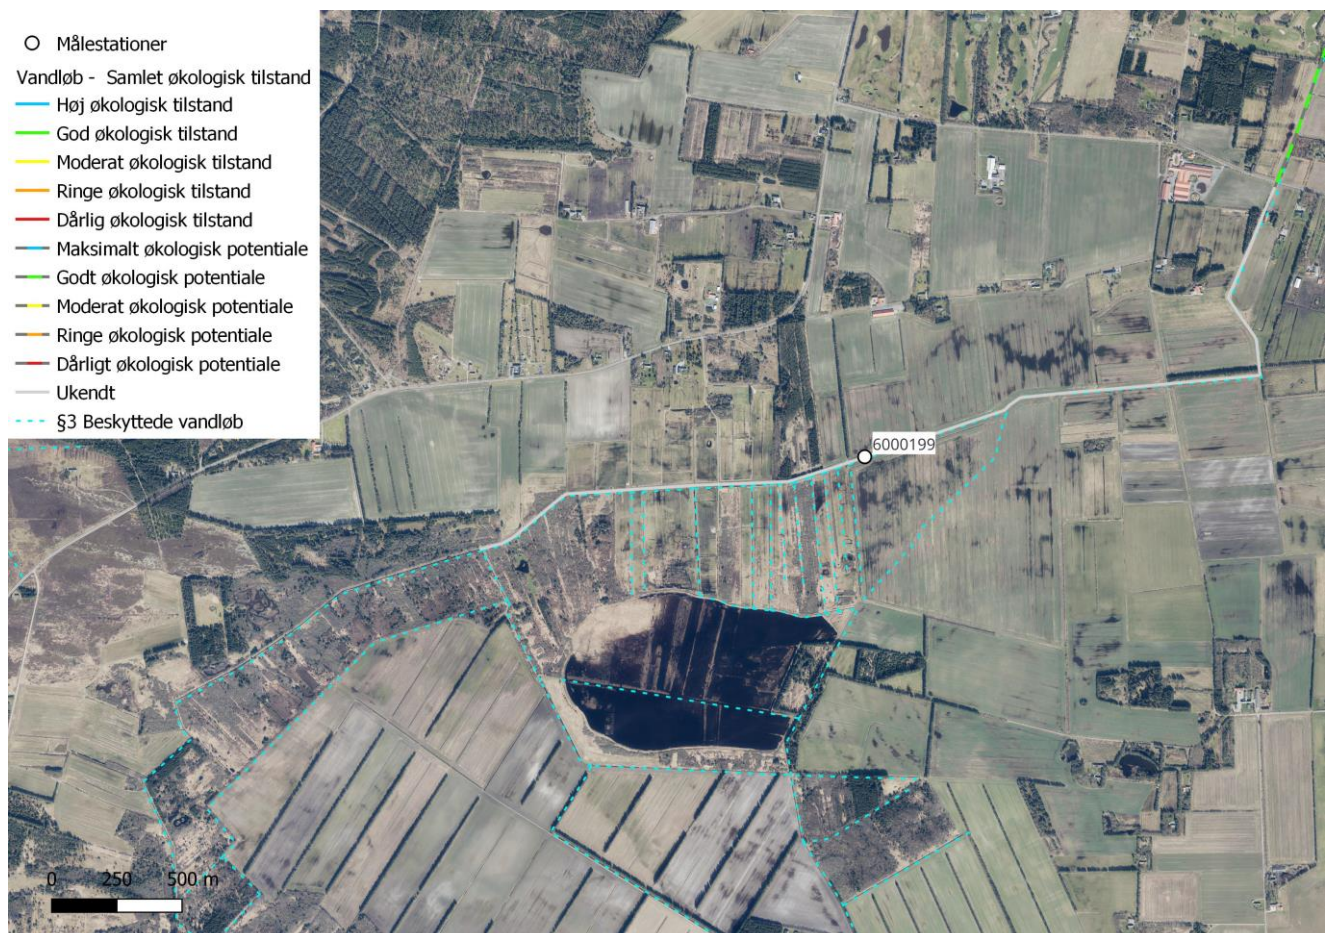 Målestationer
Vandløb -  Samlet økologisk tilstand
Høj økologisk tilstand
God økologisk tilstand
Moderat økologisk tilstand
Ringe økologisk tilstand
Dårlig økologisk tilstand
Maksimalt økologisk potentiale
Godt økologisk potentiale
Moderat økologisk potentiale
Ringe økologisk potentiale
Dårligt økologisk potentiale
Ukendt
§3 Beskyttede vandløb
6000199
0 250 500 m